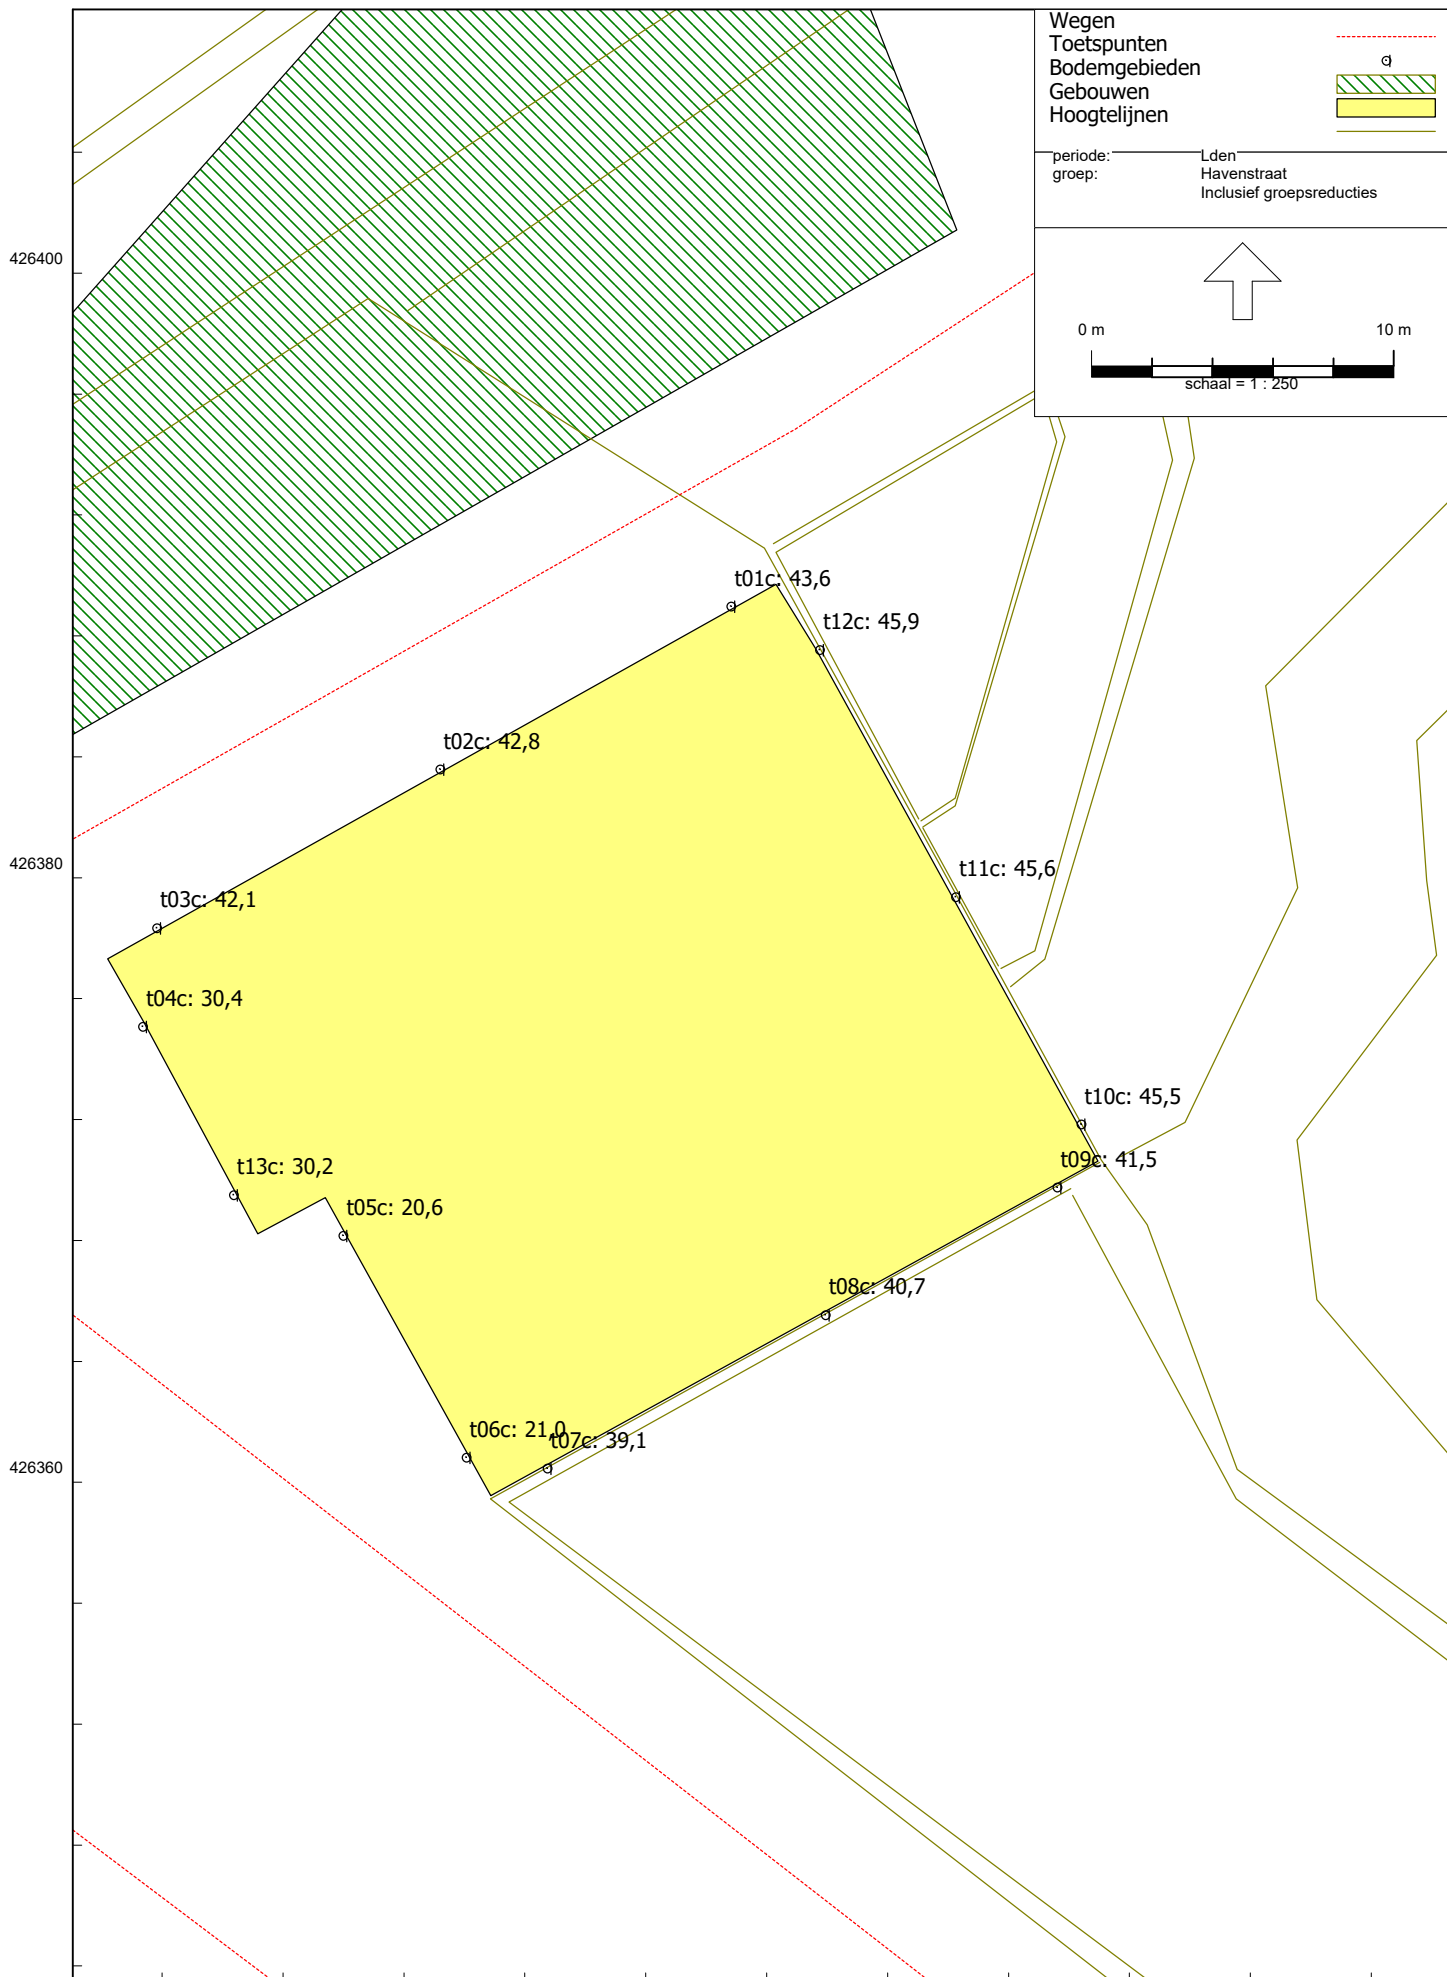 Wegen
Toetspunten
Bodemgebieden
Gebouwen
Hoogtelijnen
periode: Lden
groep: Havenstraat
Inclusief groepsreducties
0 m 10 m
schaal = 1 : 250
426400
t01c: 43,6
t12c: 45,9
t02c: 42,8
426380
t11c: 45,6
t03c: 42,1
t04c: 30,4
t10c: 45,5
t09c: 41,5
t13c: 30,2
t05c: 20,6
t08c: 40,7
t06c: 21,0
t07c: 39,1
426360